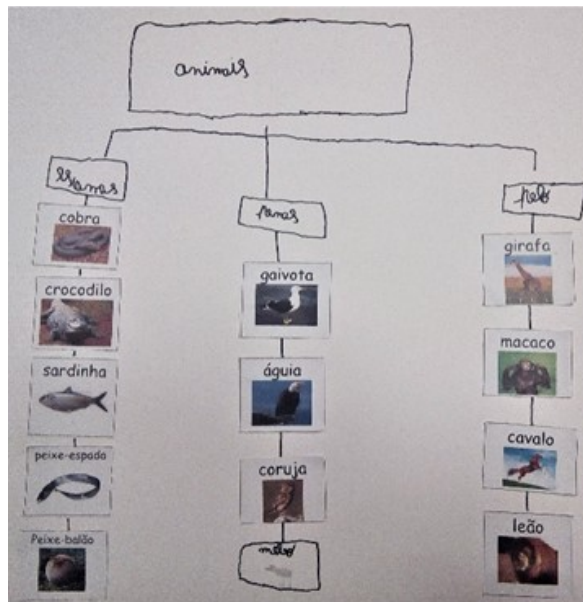 animais
escamas
cobra
crocodilo
sardinha
peixe-espada
Peixe-balão
penas
gaivota
águia
coruja
pelo
girafa
macaco
cavalo
leão